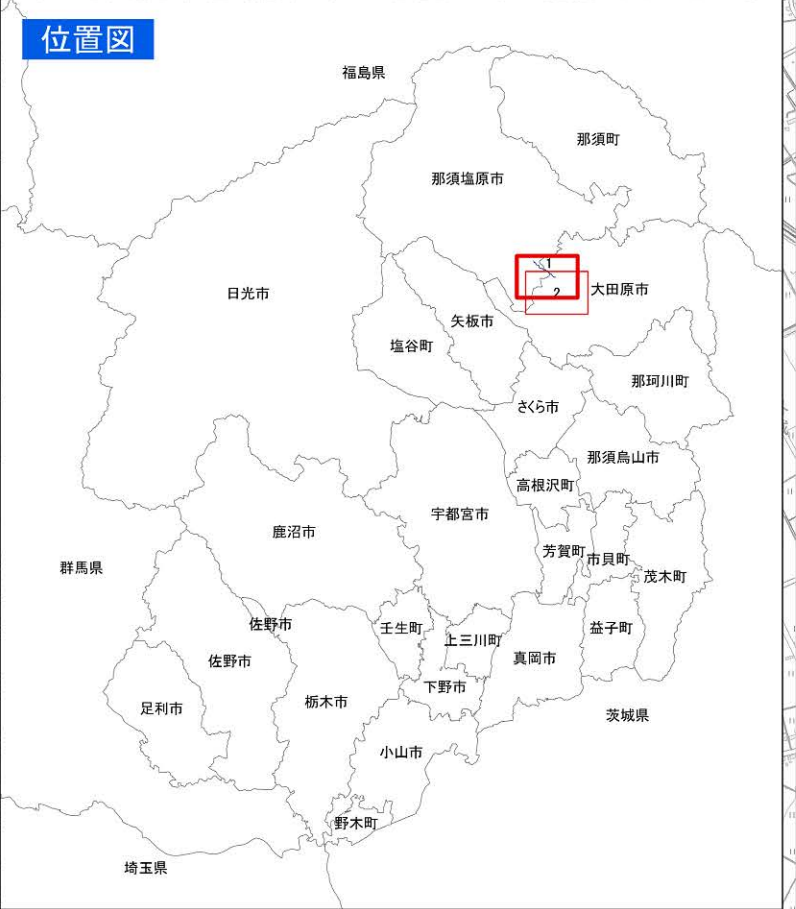 位置図
福島県
那須町
那須塩原市
1
日光市
2
大田原市
矢板市
塩谷町
那珂川町
さくら市
那須烏山市
高根沢町
宇都宮市
鹿沼市
芳賀町
市貝町
群馬県
茂木町
佐野市
壬生町
益子町
上三川町
佐野市
真岡市
下野市
栃木市
足利市
茨城県
小山市
野木町
埼玉県